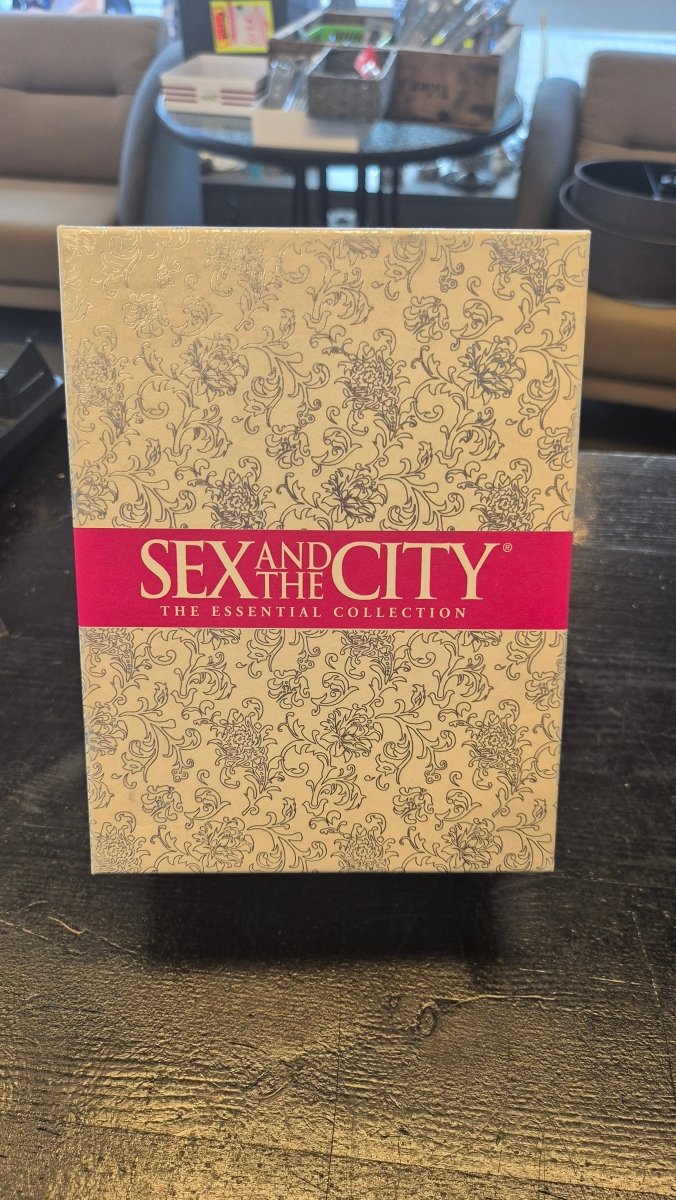 SEX AND THE CITY®
THE ESSENTIAL COLLECTION